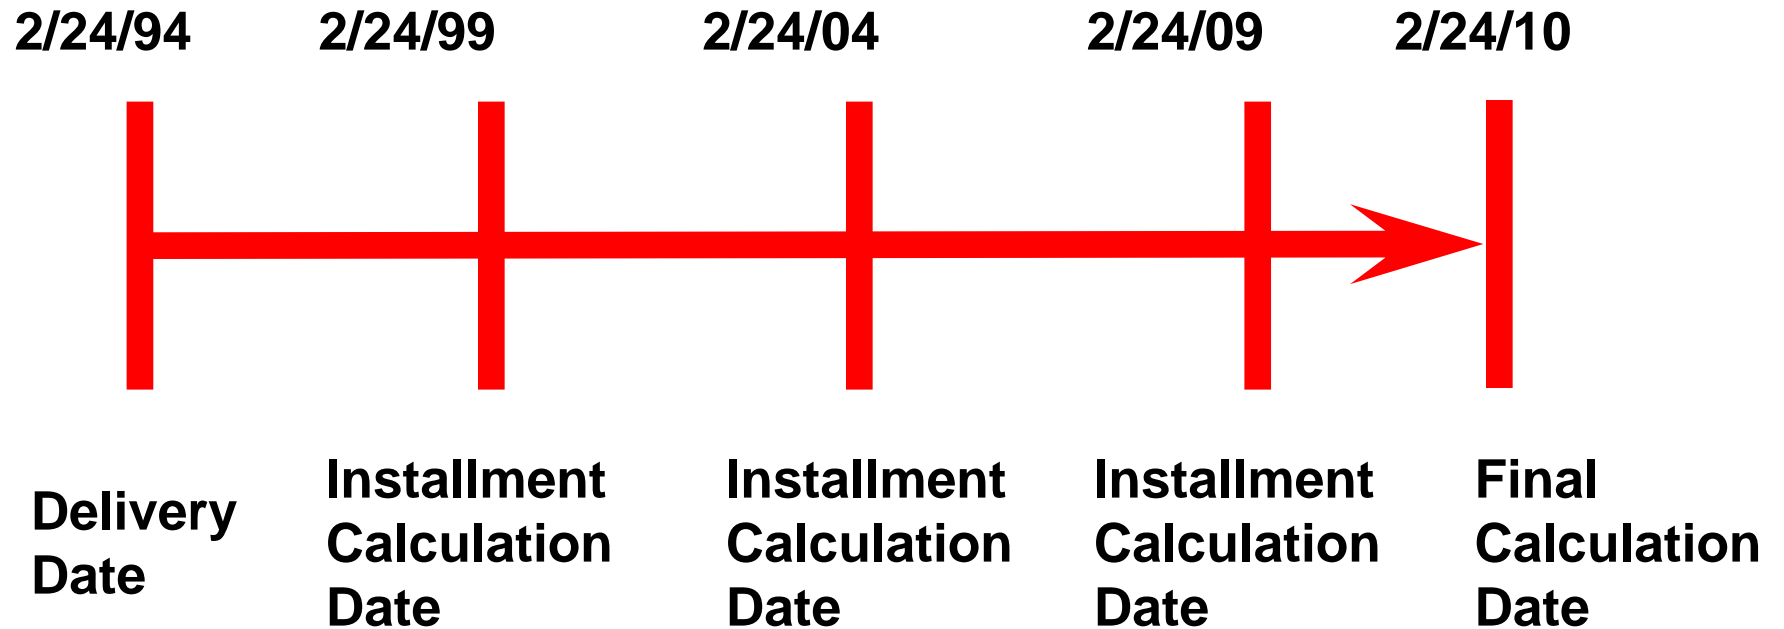 2/24/94
2/24/99
2/24/04
2/24/09
2/24/10
Delivery
Date
Installment
Calculation
Date
Installment
Calculation
Date
Installment
Calculation
Date
Final
Calculation
Date